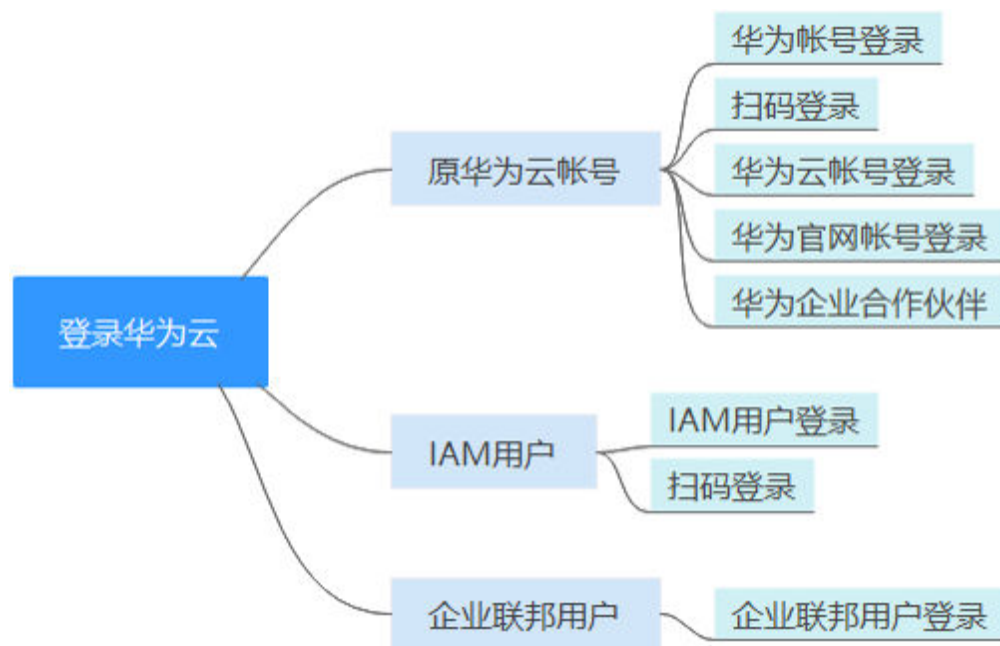 登录华为云
原华为云帐号
华为帐号登录
扫码登录
华为云帐号登录
华为官网帐号登录
华为企业合作伙伴
IAM用户
IAM用户登录
扫码登录
企业联邦用户
企业联邦用户登录